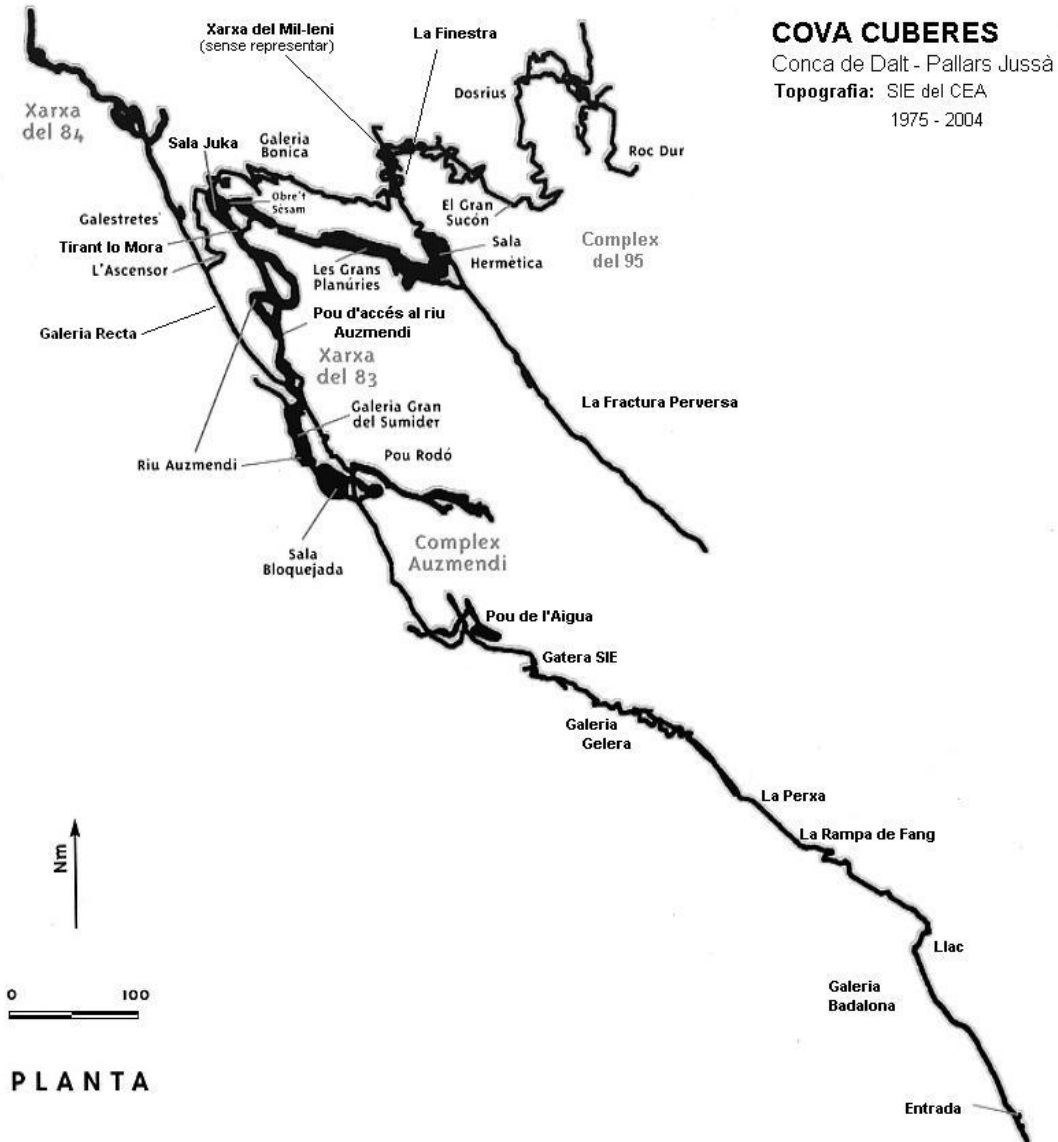 COVA CUBERES
Conca de Dalt - Pallars Jussà
Topografia: SIE del CEA
1975 - 2004
Xarxa del Mil-leni
(sense representar)
La Finestra
Dosrius
Roc Dur
Xarxa
del 84
Sala Juka
Galeria
Bonica
Obre't
Sèsam
El Gran
Sucón
Galestretes
Tirant lo Mora
L'Ascensor
Les Grans
Planúries
Sala
Hermètica
Complex
del 95
Galeria Recta
Pou d'accés al riu
Auzmendi
Xarxa
del 83
La Fractura Perversa
Galeria Gran
del Sumider
Riu Auzmendi
Pou Rodó
Sala
Bloquejada
Complex
Auzmendi
Pou de l'Aigua
Gatera SIE
Galeria
Gelera
La Perxa
La Rampa de Fang
Nm
Llac
Galeria
Badalona
0 100
PLANTA
Entrada